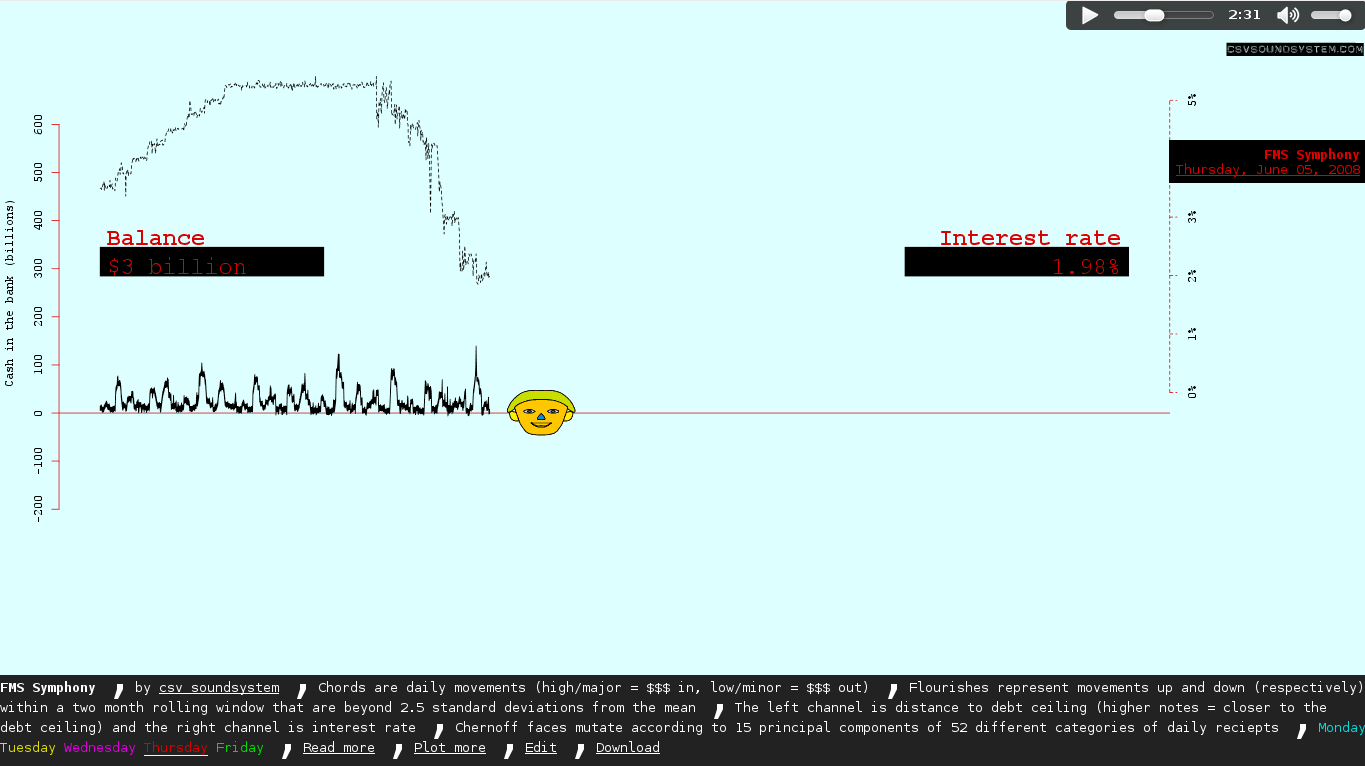 2:31
CSVSOUNDSYSTEM.COM
5%
600
FMS Symphony
Thursday, June 05, 2008
500
400
3%
Balance
Interest rate
$3 billion
1.98%
Cash in the bank (billions)
300
2%
200
1%
100
0%
0
-100
-200
FMS Symphony , by csv soundsystem , Chords are daily movements (high/major = $$$ in, low/minor = $$$ out) , Flourishes represent movements up and down (respectively)
within a two month rolling window that are beyond 2.5 standard deviations from the mean , The left channel is distance to debt ceiling (higher notes = closer to the
debt ceiling) and the right channel is interest rate , Chernoff faces mutate according to 15 principal components of 52 different categories of daily reciepts , Monday
Tuesday Wednesday Thursday Friday , Read more , Plot more , Edit , Download